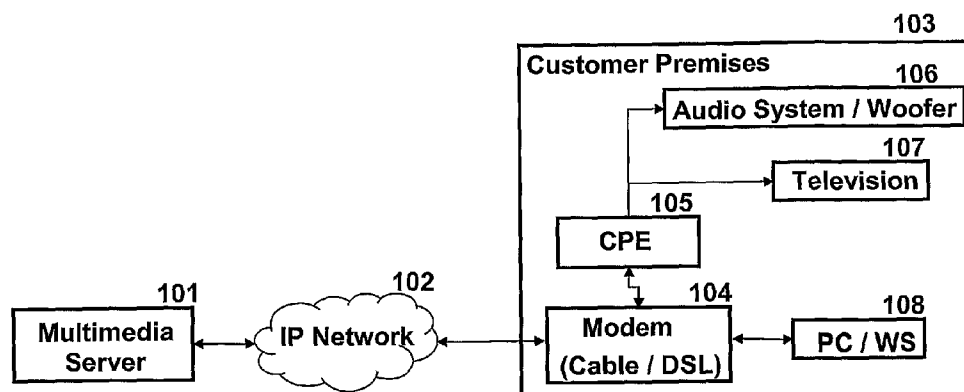 103
Customer Premises
106
Audio System / Woofer
107
Television
105
CPE
101
Multimedia
Server
102
IP Network
104
Modem
(Cable / DSL)
108
PC / WS